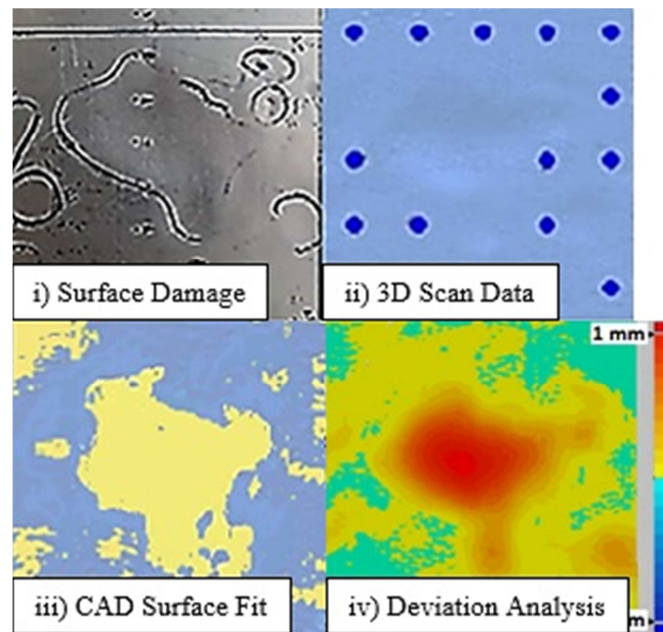 i) Surface Damage
ii) 3D Scan Data
1 mm
iii) CAD Surface Fit
iv) Deviation Analysis